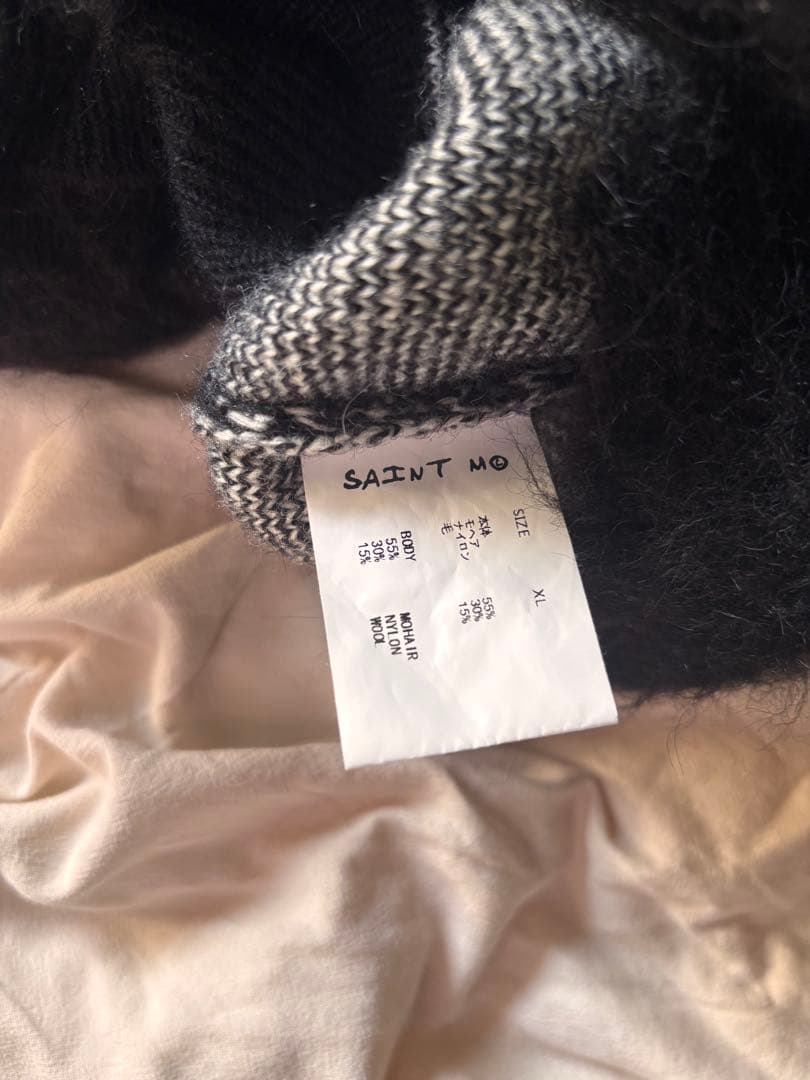 SAINT M
SIZE XL
本体
モヘア 55%
ナイロン 30%
毛 15%
BODY
55% MOHAIR
30% NYLON
15% WOOL